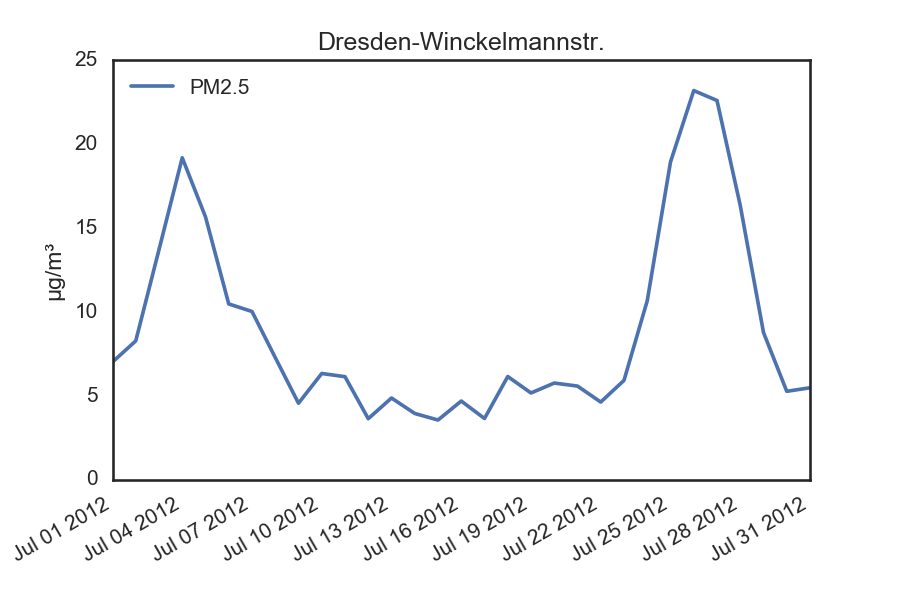 Dresden-Winckelmannstr.
25
PM2.5
20
15
µg/m³
10
5
0
Jul 01 2012
Jul 04 2012
Jul 07 2012
Jul 10 2012
Jul 13 2012
Jul 16 2012
Jul 19 2012
Jul 22 2012
Jul 25 2012
Jul 28 2012
Jul 31 2012